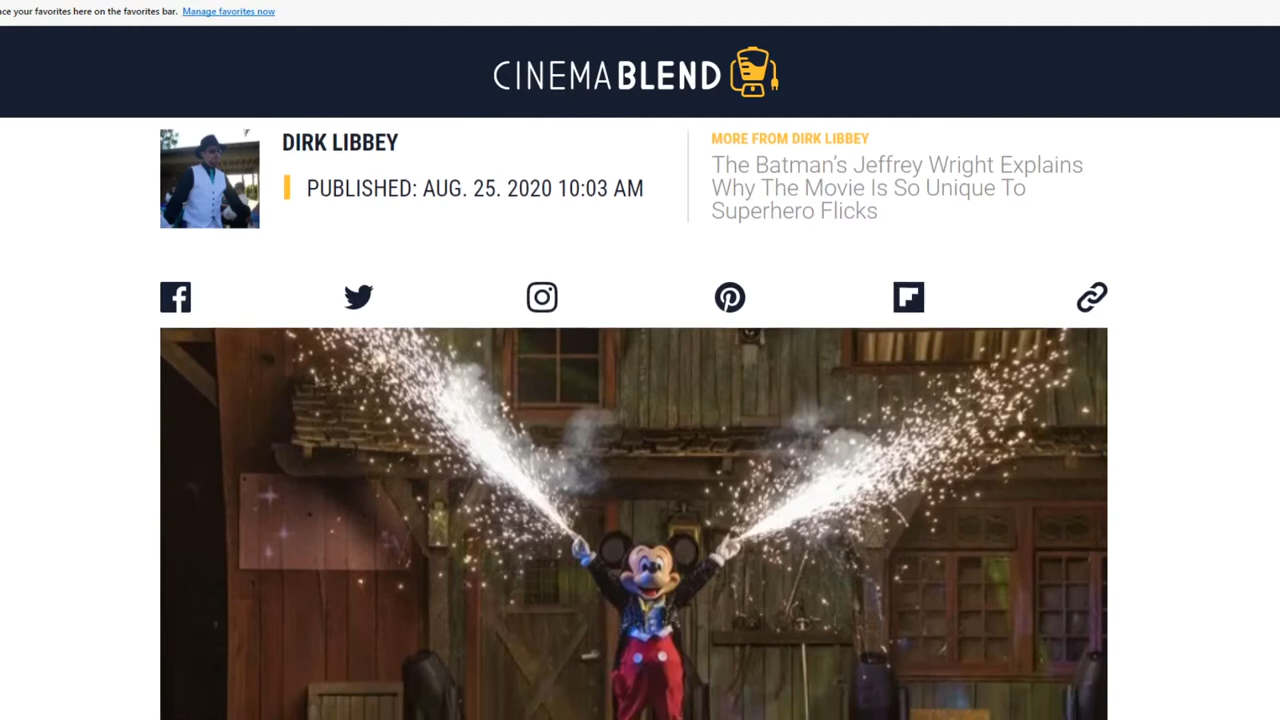 ce your favorites here on the favorites bar. Manage favorites now
CINEMABLEND
DIRK LIBBEY
PUBLISHED: AUG. 25. 2020 10:03 AM
MORE FROM DIRK LIBBEY
The Batman's Jeffrey Wright Explains
Why The Movie Is So Unique To
Superhero Flicks